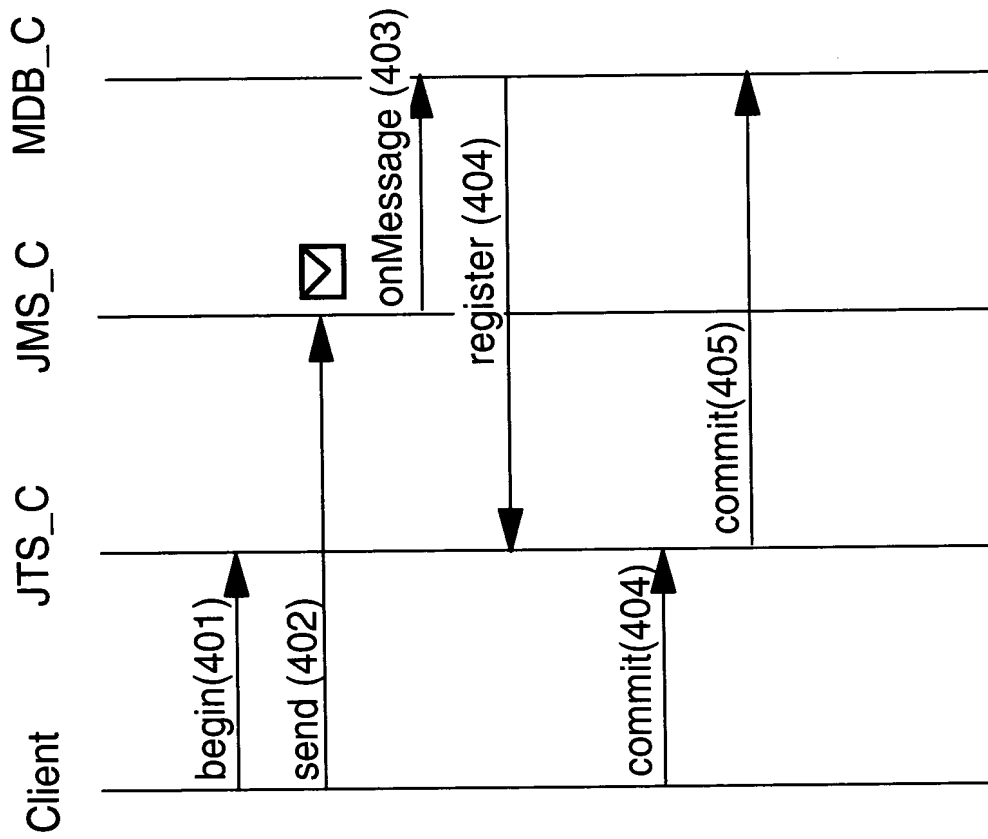 Client
JTS_C
JMS_C
MDB_C
begin(401)
send (402)
onMessage (403)
register (404)
commit(404)
commit(405)